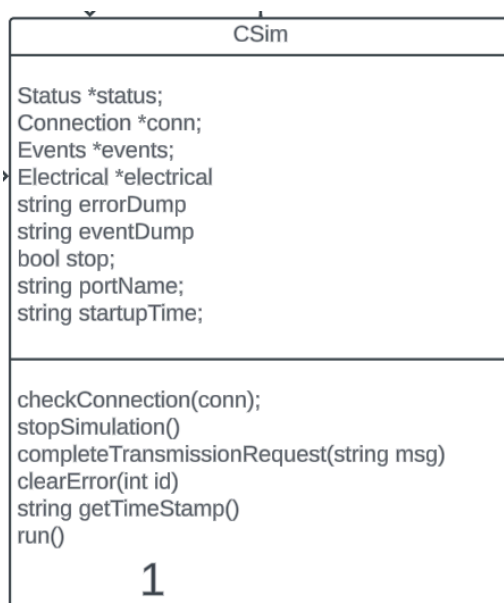 CSim
Status *status;
Connection *conn;
Events *events;
Electrical *electrical
string errorDump
string eventDump
bool stop;
string portName;
string startupTime;
checkConnection(conn);
stopSimulation()
completeTransmissionRequest(string msg)
clearError(int id)
string getTimeStamp()
run()
1